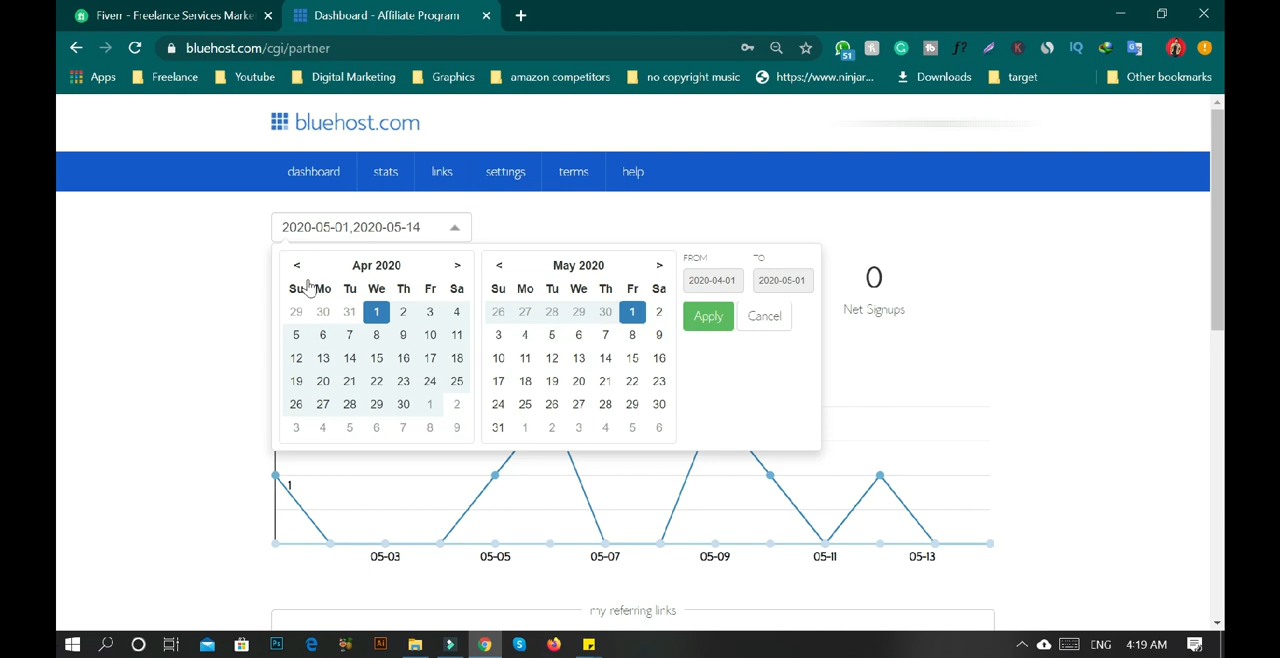 Fiverr - Freelance Services Marke
Dashboard - Affiliate Program
bluehost.com/cgi/partner
51
Apps Freelance Youtube Digital Marketing Graphics amazon competitors no copyright music https://www.ninjar... Downloads target Other bookmarks
bluehost.com
dashboard stats links settings terms help
2020-05-01,2020-05-14
< Apr 2020 >
Su Mo Tu We Th Fr Sa
29 30 31 1 2 3 4
5 6 7 8 9 10 11
12 13 14 15 16 17 18
19 20 21 22 23 24 25
26 27 28 29 30 1 2
3 4 5 6 7 8 9
< May 2020 >
Su Mo Tu We Th Fr Sa
26 27 28 29 30 1 2
3 4 5 6 7 8 9
10 11 12 13 14 15 16
17 18 19 20 21 22 23
24 25 26 27 28 29 30
31 1 2 3 4 5 6
FROM TO
2020-04-01 2020-05-01
Apply Cancel
0
Net Signups
1
05-03 05-05 05-07 05-09 05-11 05-13
my referring links
ENG 4:19 AM